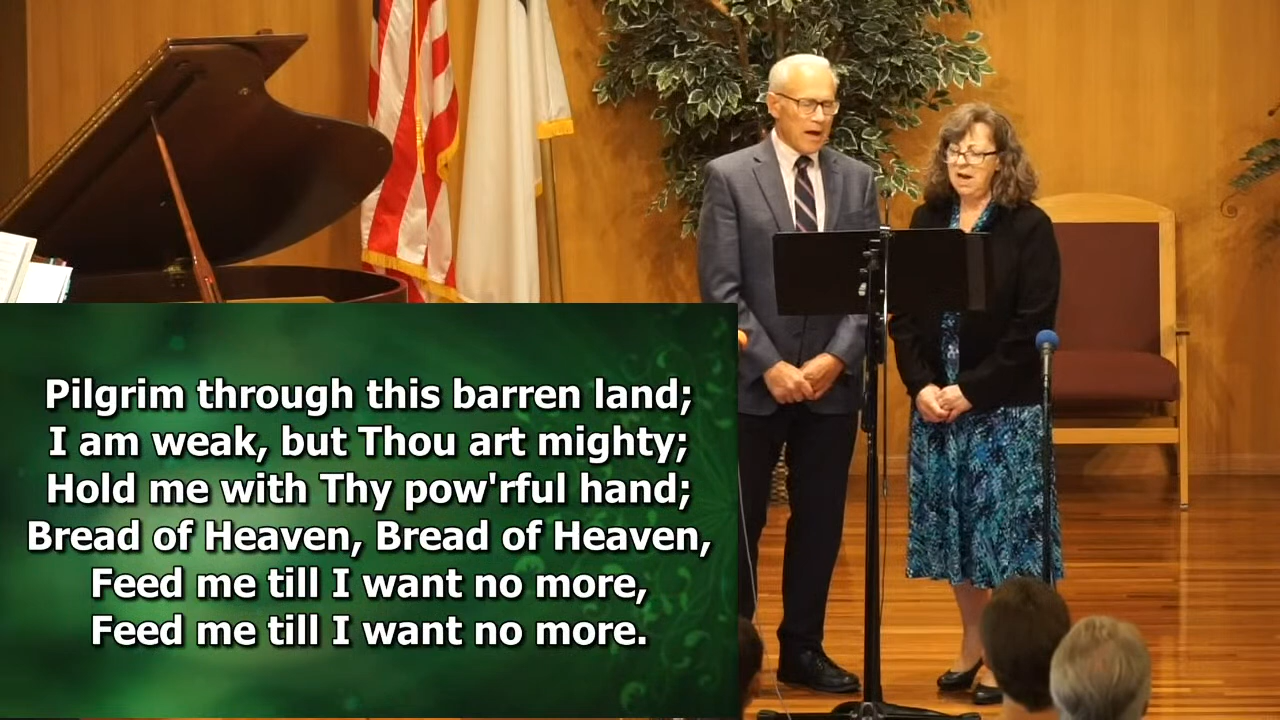 Pilgrim through this barren land;
I am weak, but Thou art mighty;
Hold me with Thy pow'rful hand;
Bread of Heaven, Bread of Heaven,
Feed me till I want no more,
Feed me till I want no more.